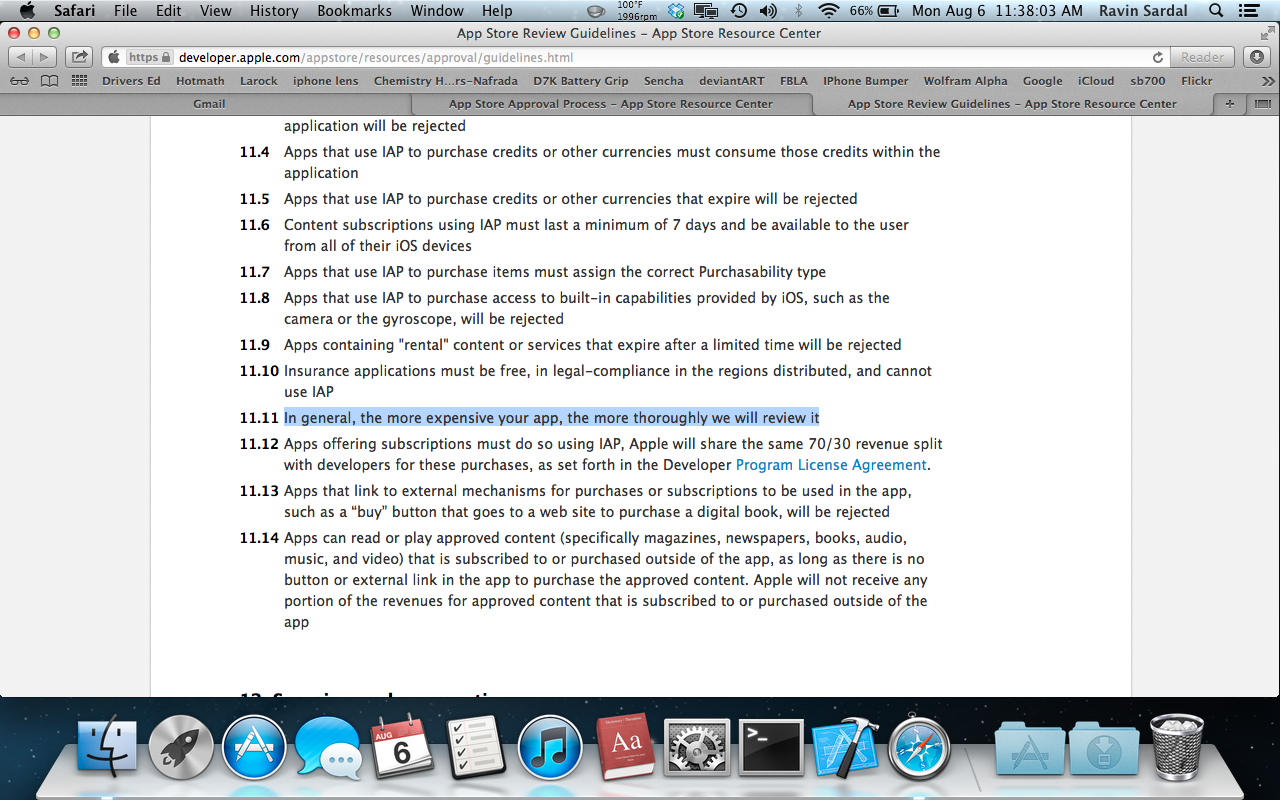 Safari File Edit View History Bookmarks Window Help 100°F 1996rpm 66% Mon Aug 6 11:38:03 AM Ravin Sardal
App Store Review Guidelines – App Store Resource Center
https developer.apple.com/appstore/resources/approval/guidelines.html Reader
Drivers Ed Hotmath Larock iphone lens Chemistry H...rs-Nafrada D7K Battery Grip Sencha deviantART FBLA IPhone Bumper Wolfram Alpha Google iCloud sb700 Flickr >>
Gmail App Store Approval Process – App Store Resource Center App Store Review Guidelines – App Store Resource Center +
application will be rejected
11.4 Apps that use IAP to purchase credits or other currencies must consume those credits within the
application
11.5 Apps that use IAP to purchase credits or other currencies that expire will be rejected
11.6 Content subscriptions using IAP must last a minimum of 7 days and be available to the user
from all of their iOS devices
11.7 Apps that use IAP to purchase items must assign the correct Purchasability type
11.8 Apps that use IAP to purchase access to built-in capabilities provided by iOS, such as the
camera or the gyroscope, will be rejected
11.9 Apps containing "rental" content or services that expire after a limited time will be rejected
11.10 Insurance applications must be free, in legal-compliance in the regions distributed, and cannot
use IAP
11.11 In general, the more expensive your app, the more thoroughly we will review it
11.12 Apps offering subscriptions must do so using IAP, Apple will share the same 70/30 revenue split
with developers for these purchases, as set forth in the Developer Program License Agreement.
11.13 Apps that link to external mechanisms for purchases or subscriptions to be used in the app,
such as a “buy” button that goes to a web site to purchase a digital book, will be rejected
11.14 Apps can read or play approved content (specifically magazines, newspapers, books, audio,
music, and video) that is subscribed to or purchased outside of the app, as long as there is no
button or external link in the app to purchase the approved content. Apple will not receive any
portion of the revenues for approved content that is subscribed to or purchased outside of the
app
AUG
6
Aa
>_